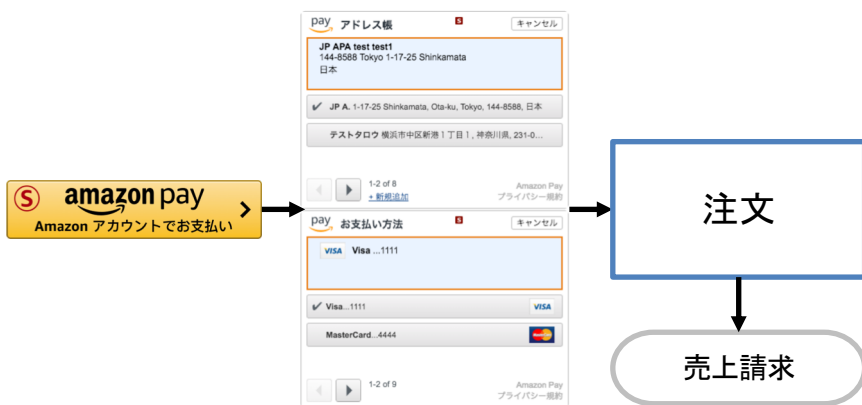 S amazon pay
Amazon アカウントでお支払い
pay アドレス帳 S キャンセル
JP APA test test1
144-8588 Tokyo 1-17-25 Shinkamata
日本
JP A. 1-17-25 Shinkamata, Ota-ku, Tokyo, 144-8588, 日本
テストタロウ 横浜市中区新港1丁目1, 神奈川県, 231-0...
1-2 of 8
+ 新規追加
Amazon Pay
プライバシー規約
pay お支払い方法 S キャンセル
VISA Visa ...1111
Visa...1111 VISA
MasterCard...4444 MasterCard
1-2 of 9
Amazon Pay
プライバシー規約
注文
売上請求